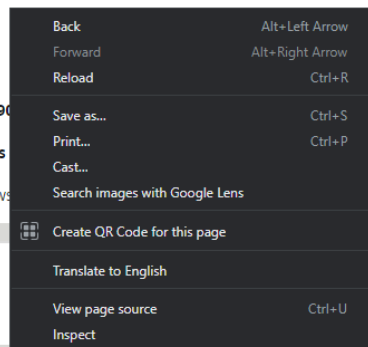 Back Alt+Left Arrow
Forward Alt+Right Arrow
Reload Ctrl+R
Save as... Ctrl+S
Print... Ctrl+P
Cast...
Search images with Google Lens
Create QR Code for this page
Translate to English
View page source Ctrl+U
Inspect